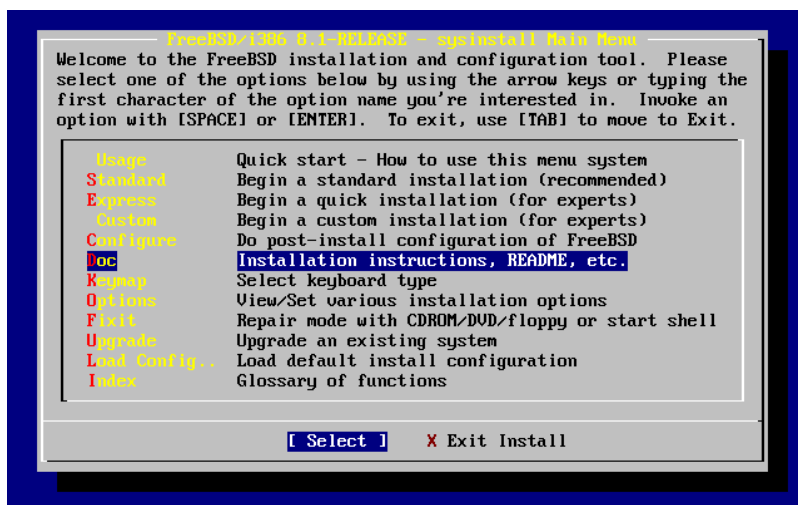 FreeBSD/i386 8.1-RELEASE - sysinstall Main Menu
Welcome to the FreeBSD installation and configuration tool.  Please
select one of the options below by using the arrow keys or typing the
first character of the option name you're interested in.  Invoke an
option with [SPACE] or [ENTER].  To exit, use [TAB] to move to Exit.
Usage Quick start - How to use this menu system
Standard Begin a standard installation (recommended)
Express Begin a quick installation (for experts)
Custom Begin a custom installation (for experts)
Configure Do post-install configuration of FreeBSD
Doc Installation instructions, README, etc.
Keymap Select keyboard type
Options View/Set various installation options
Fixit Repair mode with CDROM/DVD/floppy or start shell
Upgrade Upgrade an existing system
Load Config.. Load default install configuration
Index Glossary of functions
[ Select ] X Exit Install